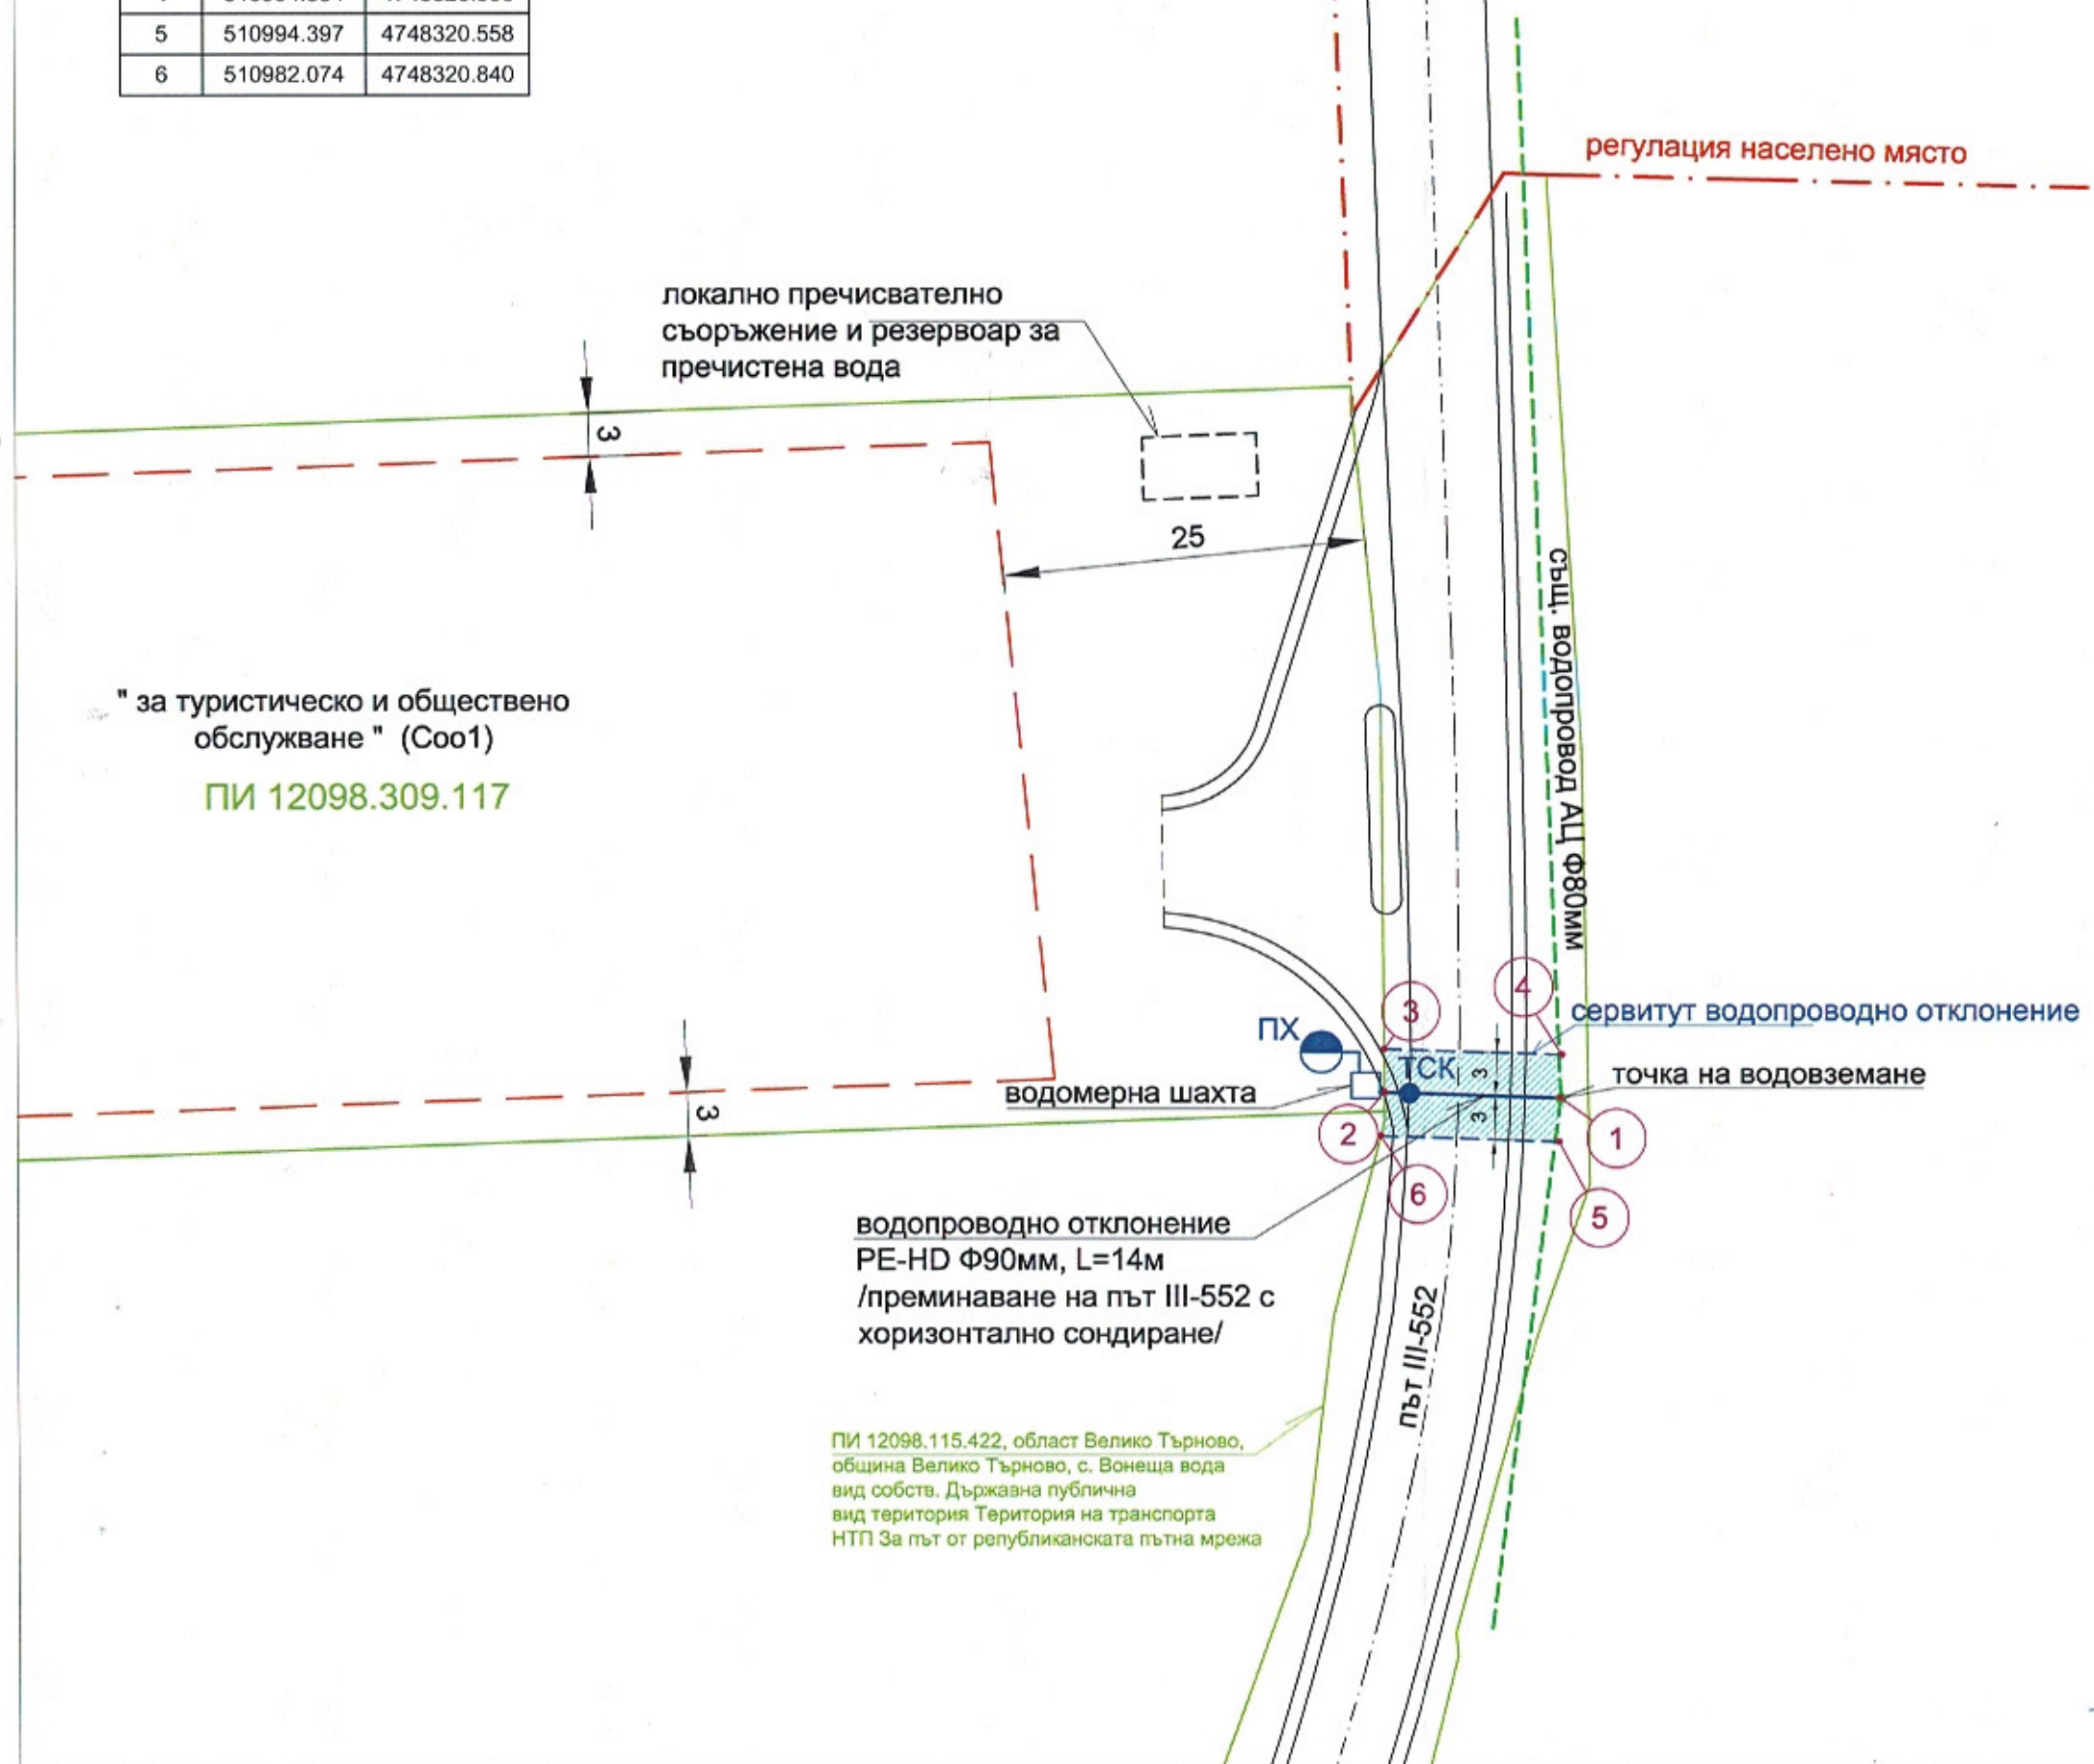 5 510994.397 4748320.558
6 510982.074 4748320.840
регулация населено място
локално пречисвателно
съоръжение и резервоар за
пречистена вода
3
25
същ. водопровод АЦ Ф80мм
" за туристическо и обществено
обслужване " (Соо1)
ПИ 12098.309.117
4
3
сервитут водопроводно отклонение
ПХ
ТСК
3
точка на водовземане
водомерна шахта
3
3
2
1
6
5
водопроводно отклонение
PE-HD Ф90мм, L=14м
/преминаване на път III-552 с
хоризонтално сондиране/
път III-552
ПИ 12098.115.422, област Велико Търново,
община Велико Търново, с. Вонеща вода
вид собств. Държавна публична
вид територия Територия на транспорта
НТП За път от републиканската пътна мрежа